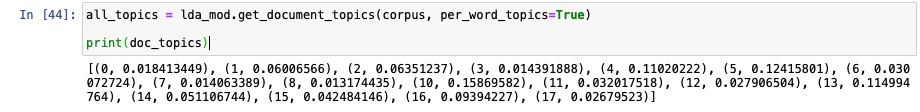 In [44]: all_topics = lda_mod.get_document_topics(corpus, per_word_topics=True)
print(doc_topics)
[(0, 0.018413449), (1, 0.06006566), (2, 0.06351237), (3, 0.014391888), (4, 0.11020222), (5, 0.12415801), (6, 0.030
072724), (7, 0.014063389), (8, 0.013174435), (10, 0.15869582), (11, 0.032017518), (12, 0.027906504), (13, 0.114994
764), (14, 0.051106744), (15, 0.042484146), (16, 0.09394227), (17, 0.02679523)]